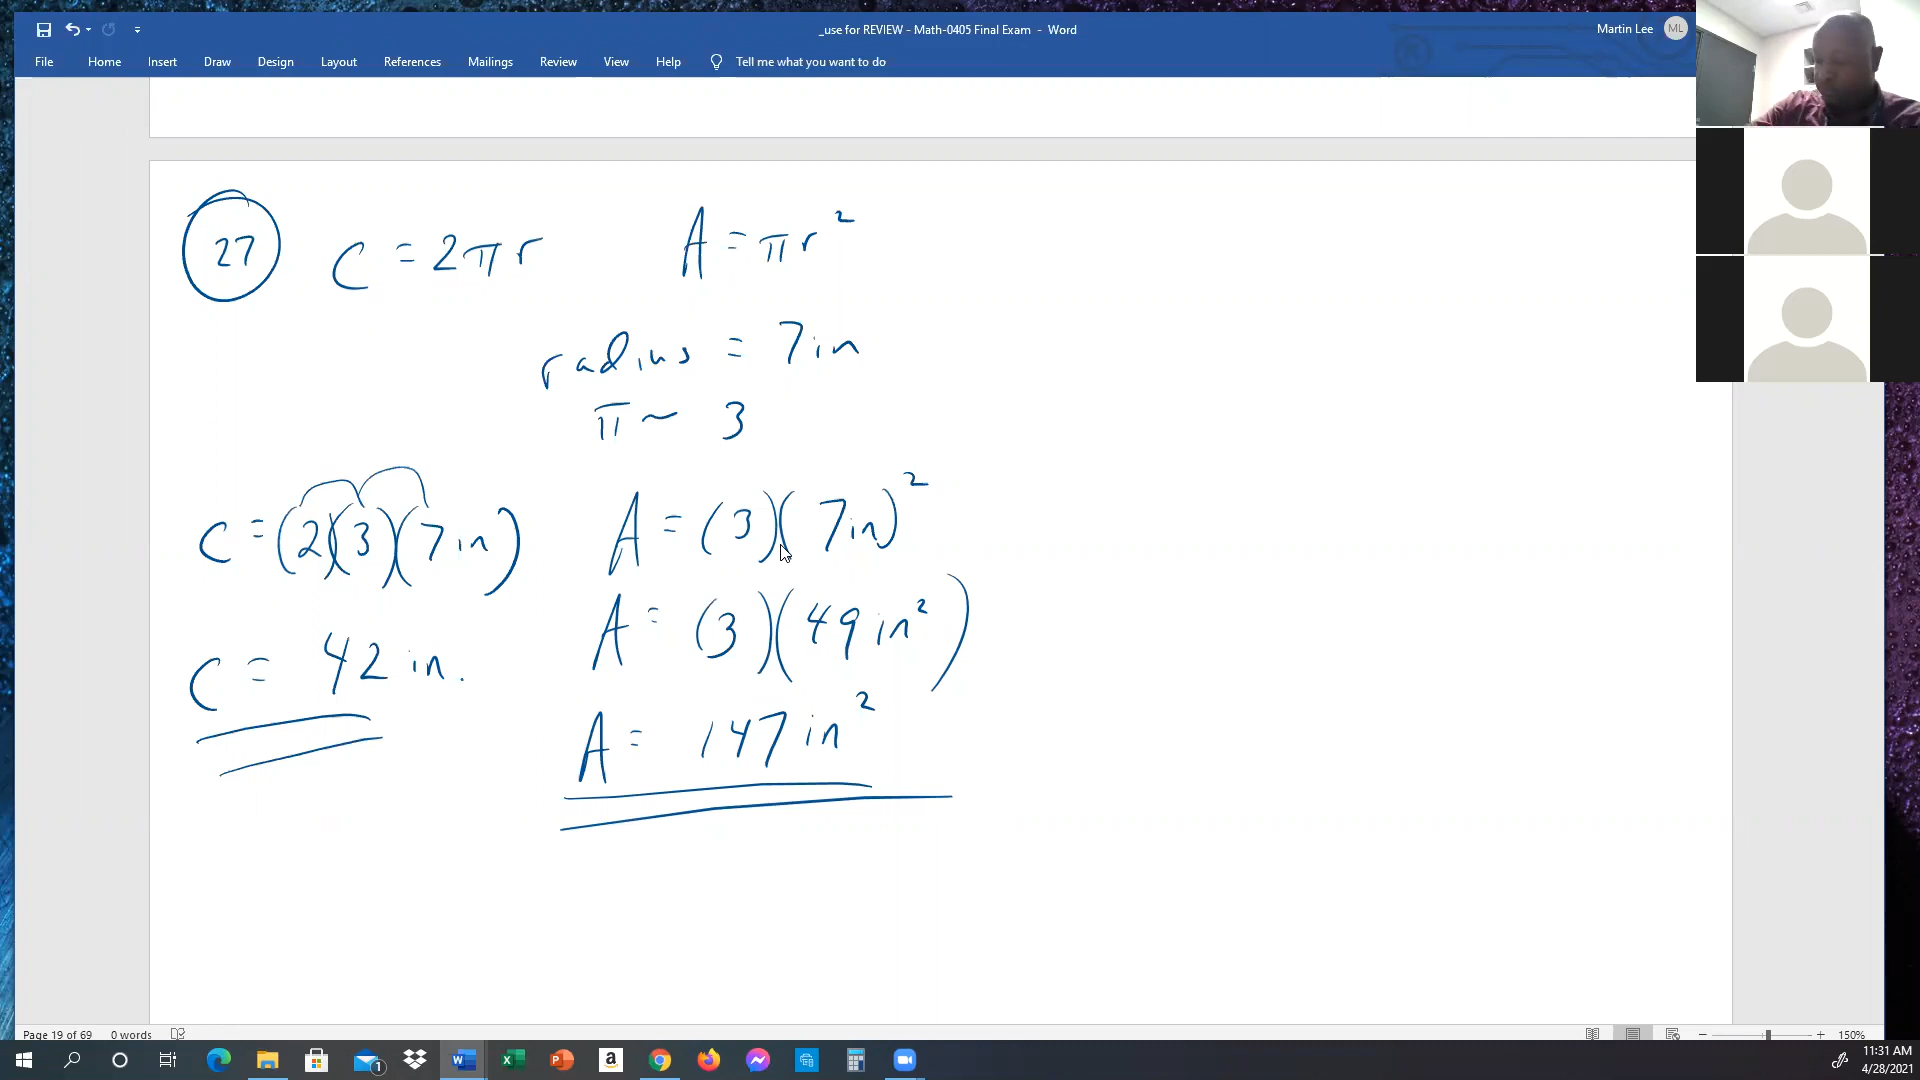 _use for REVIEW - Math-0405 Final Exam - Word
Martin Lee ML
File Home Insert Draw Design Layout References Mailings Review View Help Tell me what you want to do
27 C = 2πr A = πr²
radius = 7in
π ~ 3
C = (2)(3)(7in) A = (3)(7in)²
A = (3)(49in²)
C = 42 in.
A = 147in²
Page 19 of 69 0 words 150%
11:31 AM
4/28/2021